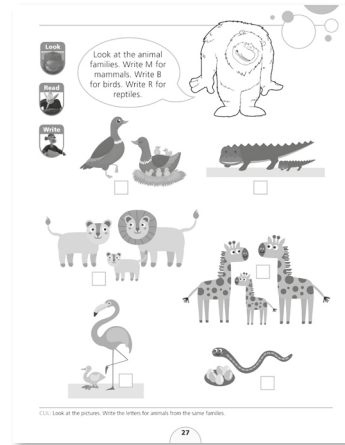 Look
Read
Write
Look at the animal
families. Write M for
mammals. Write B
for birds. Write R for
reptiles.
CLIL: Look at the pictures. Write the letters for animals from the same families.
27